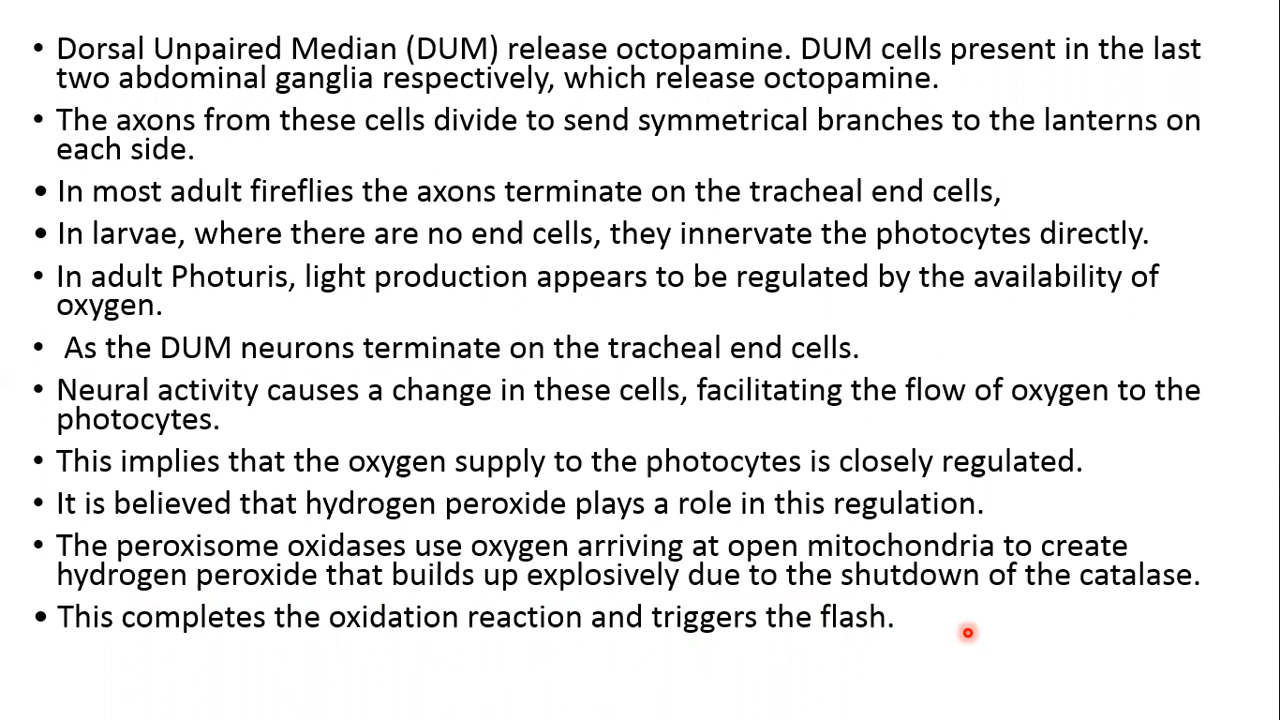 • Dorsal Unpaired Median (DUM) release octopamine. DUM cells present in the last
two abdominal ganglia respectively, which release octopamine.
• The axons from these cells divide to send symmetrical branches to the lanterns on
each side.
• In most adult fireflies the axons terminate on the tracheal end cells,
• In larvae, where there are no end cells, they innervate the photocytes directly.
• In adult Photuris, light production appears to be regulated by the availability of
oxygen.
• As the DUM neurons terminate on the tracheal end cells.
• Neural activity causes a change in these cells, facilitating the flow of oxygen to the
photocytes.
• This implies that the oxygen supply to the photocytes is closely regulated.
• It is believed that hydrogen peroxide plays a role in this regulation.
• The peroxisome oxidases use oxygen arriving at open mitochondria to create
hydrogen peroxide that builds up explosively due to the shutdown of the catalase.
• This completes the oxidation reaction and triggers the flash.